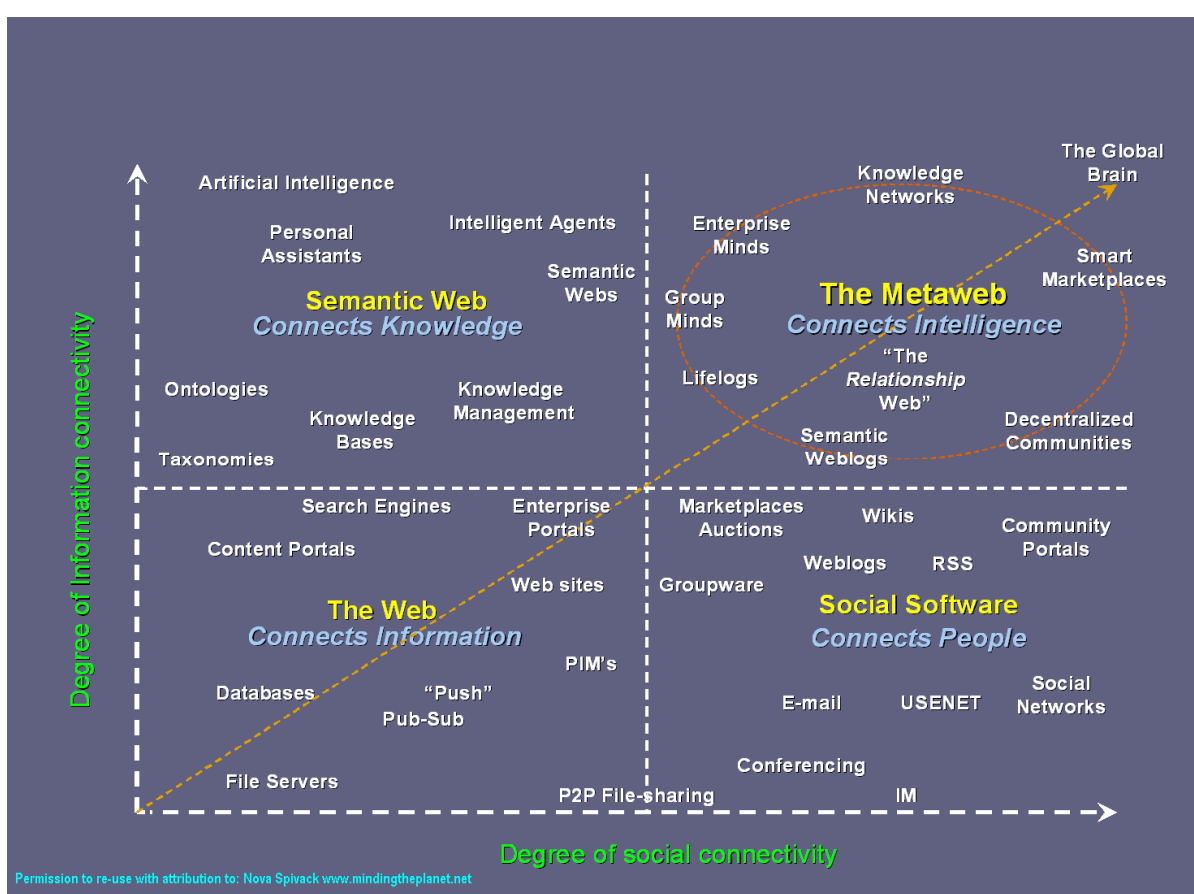 The Global
Brain
Knowledge
Networks
Artificial Intelligence
Intelligent Agents
Enterprise
Minds
Personal
Assistants
Semantic
Webs
Smart
Marketplaces
Semantic Web
Connects Knowledge
Group
Minds
The Metaweb
Connects Intelligence
“The
Relationship
Web”
Lifelogs
Ontologies
Knowledge
Management
Knowledge
Bases
Taxonomies
Semantic
Weblogs
Decentralized
Communities
Degree of Information connectivity
Search Engines
Enterprise
Portals
Content Portals
Web sites
The Web
Connects Information
PIM's
Databases
“Push”
Pub-Sub
File Servers
P2P File-sharing
Marketplaces
Auctions
Wikis
Community
Portals
Weblogs
RSS
Groupware
Social Software
Connects People
E-mail
USENET
Social
Networks
Conferencing
IM
Degree of social connectivity
Permission to re-use with attribution to: Nova Spivack www.mindingtheplanet.net